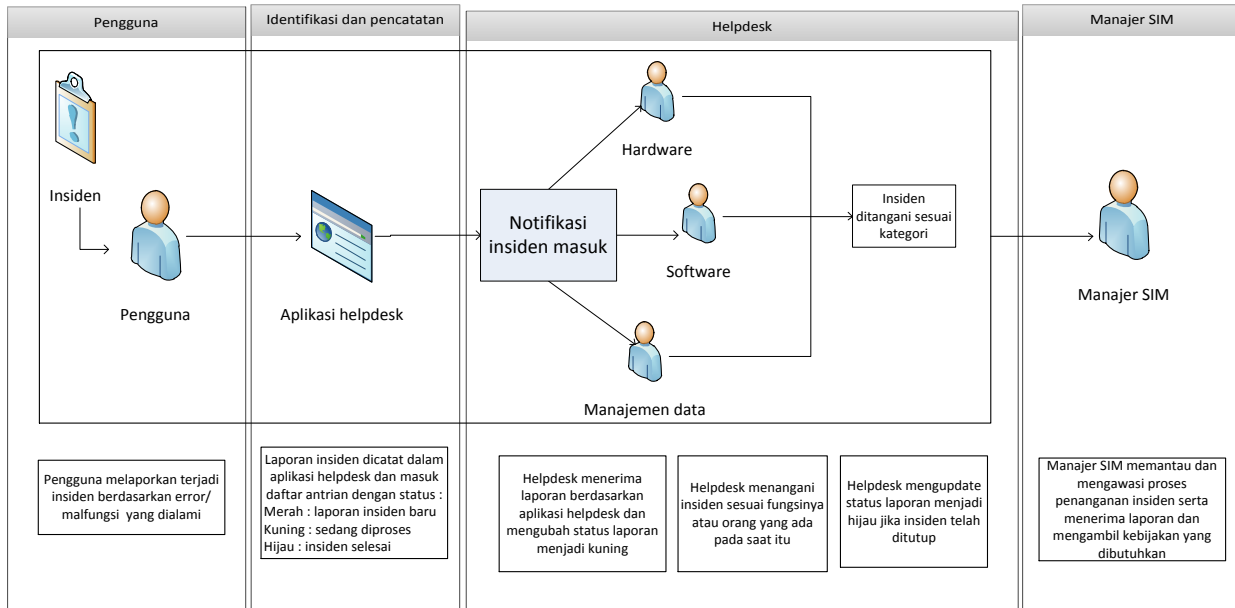 Pengguna
Identifikasi dan pencatatan
Helpdesk
Manajer SIM
Insiden
Pengguna
Aplikasi helpdesk
Notifikasi
insiden masuk
Hardware
Software
Manajemen data
Insiden
ditangani sesuai
kategori
Manajer SIM
Pengguna melaporkan terjadi
insiden berdasarkan error/
malfungsi yang dialami
Laporan insiden dicatat dalam
aplikasi helpdesk dan masuk
daftar antrian dengan status :
Merah : laporan insiden baru
Kuning : sedang diproses
Hijau : insiden selesai
Helpdesk menerima
laporan berdasarkan
aplikasi helpdesk dan
mengubah status laporan
menjadi kuning
Helpdesk menangani
insiden sesuai fungsinya
atau orang yang ada
pada saat itu
Helpdesk mengupdate
status laporan menjadi
hijau jika insiden telah
ditutup
Manajer SIM memantau dan
mengawasi proses
penanganan insiden serta
menerima laporan dan
mengambil kebijakan yang
dibutuhkan